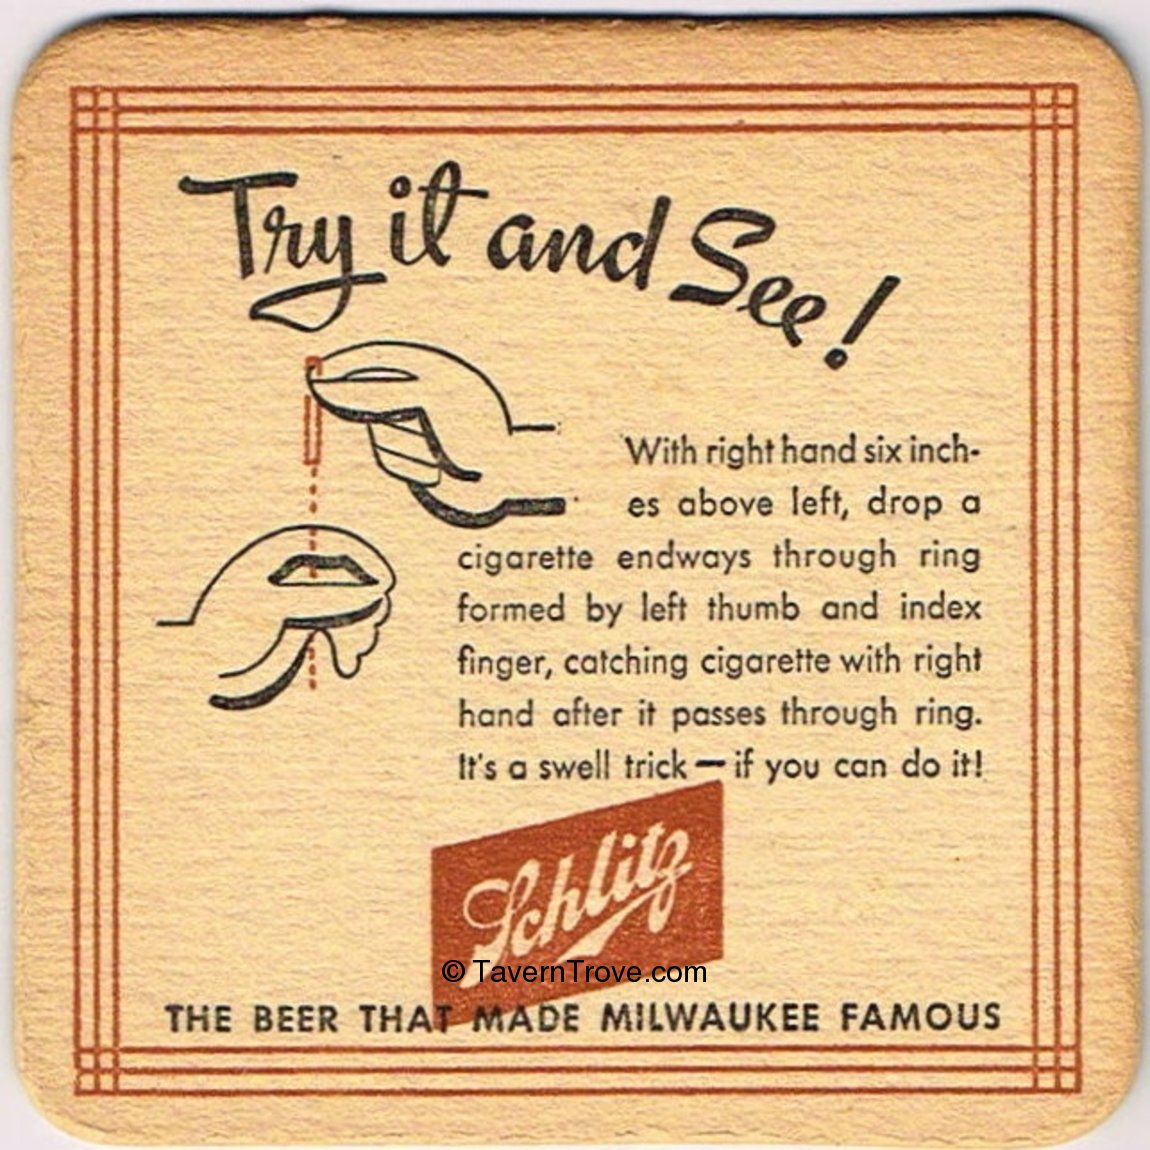 Try it and See!
With right hand six inch-
es above left, drop a
cigarette endways through ring
formed by left thumb and index
finger, catching cigarette with right
hand after it passes through ring.
It's a swell trick — if you can do it!
Schlitz
© TavernTrove.com
THE BEER THAT MADE MILWAUKEE FAMOUS